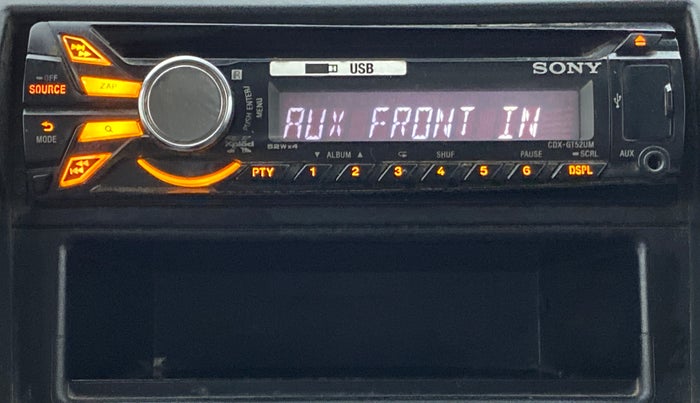 USB
SONY
OFF
SOURCE
ZAP
PUSH ENTER/
MENU
AUX FRONT IN
MODE
52W×4
CDX-GT52UM
▼ ALBUM ▲
SHUF
PAUSE
SCRL
AUX
PTY 1 2 3 4 5 6 DSPL